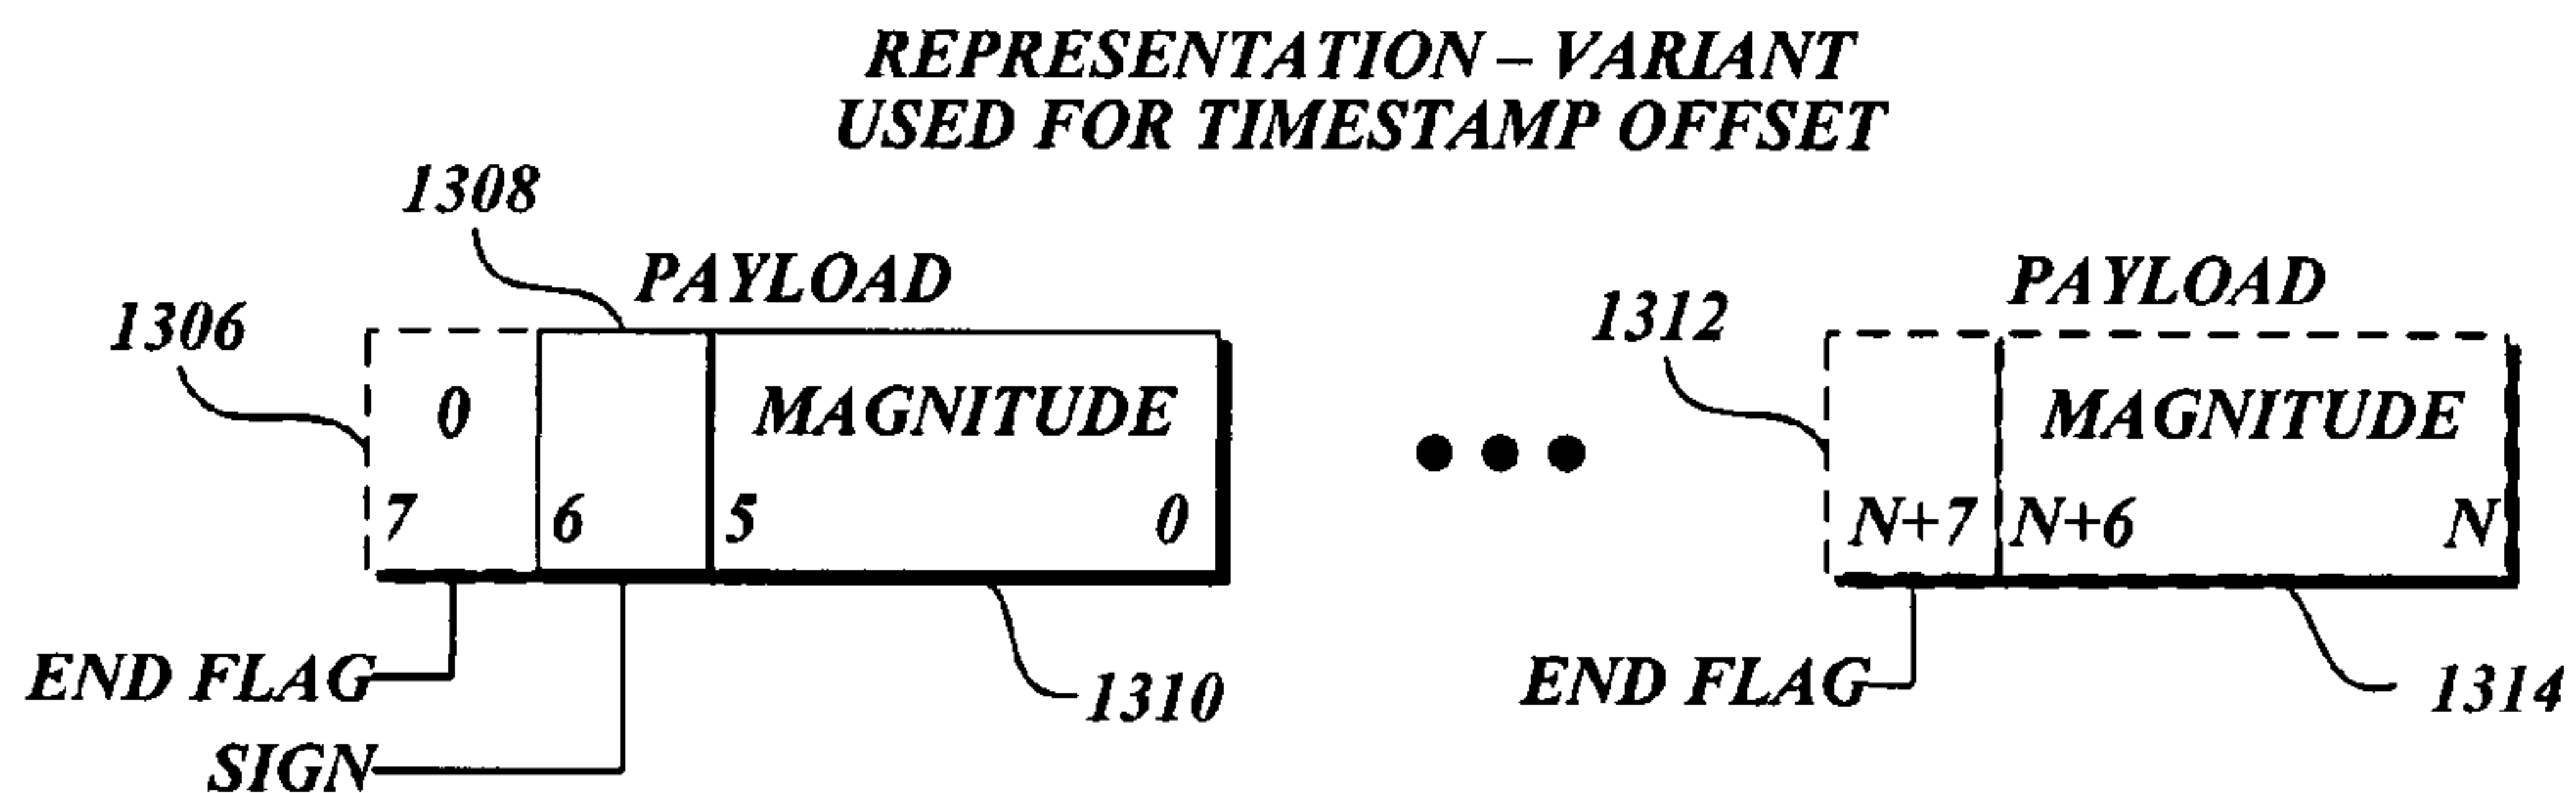 REPRESENTATION – VARIANT
USED FOR TIMESTAMP OFFSET
1308
PAYLOAD
PAYLOAD
1306
1312
0
MAGNITUDE
MAGNITUDE
7 6 5 0
N+7 N+6 N
END FLAG
1310
END FLAG
1314
SIGN